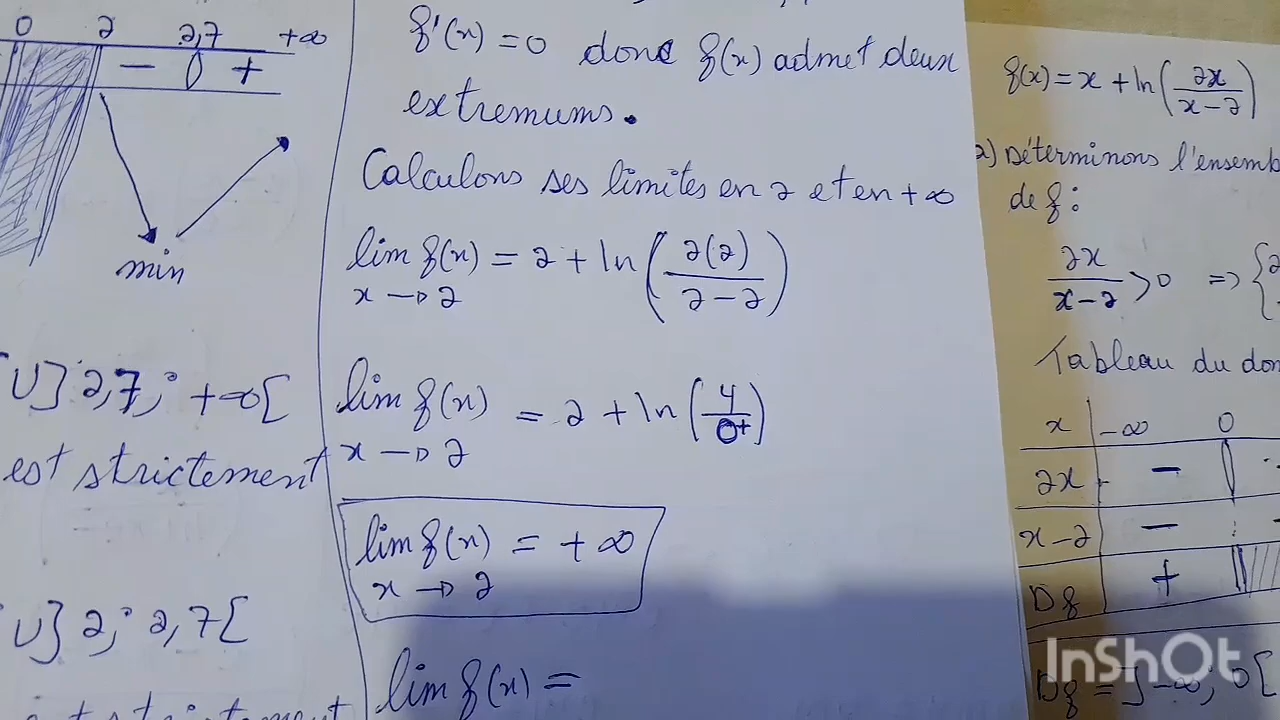 0 2 2,7 +∞
- 0 +
min
U] 2,7; +∞[
est strictement
U] 2; 2,7[
f'(x) = 0 donc f(x) admet deux
extremums.
Calculons ses limites en 2 et en +∞
lim f(x) = 2 + ln(2(2)/2-2)
x → 2
lim f(x) = 2 + ln(4/0+)
x → 2
lim f(x) = +∞
x → 2
lim f(x) =
f(x) = x + ln(2x/x-2)
a) Déterminons l'ensemb
de f:
2x/x-2 > 0 => {
Tableau du do
x -∞ 0
2x - 0
x-2 -
Df +
Df = ]-∞; 0[
InShOt